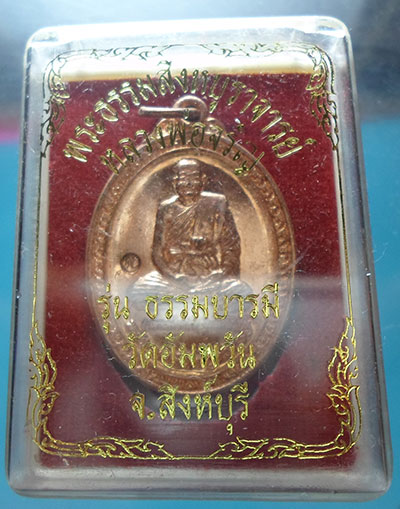 พระธรรมสิงหบุราจารย์
หลวงพ่อจรัญ
รุ่น ธรรมบารมี
วัดอัมพวัน
จ.สิงห์บุรี